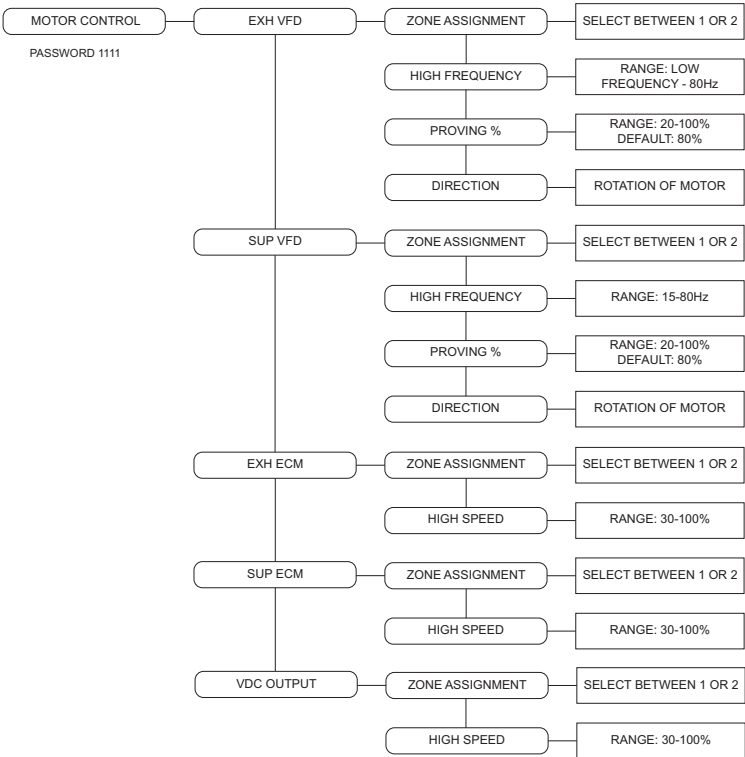 MOTOR CONTROL
EXH VFD
ZONE ASSIGNMENT
SELECT BETWEEN 1 OR 2
PASSWORD 1111
HIGH FREQUENCY
RANGE: LOW
FREQUENCY - 80Hz
PROVING %
RANGE: 20-100%
DEFAULT: 80%
DIRECTION
ROTATION OF MOTOR
SUP VFD
ZONE ASSIGNMENT
SELECT BETWEEN 1 OR 2
HIGH FREQUENCY
RANGE: 15-80Hz
PROVING %
RANGE: 20-100%
DEFAULT: 80%
DIRECTION
ROTATION OF MOTOR
EXH ECM
ZONE ASSIGNMENT
SELECT BETWEEN 1 OR 2
HIGH SPEED
RANGE: 30-100%
SUP ECM
ZONE ASSIGNMENT
SELECT BETWEEN 1 OR 2
HIGH SPEED
RANGE: 30-100%
VDC OUTPUT
ZONE ASSIGNMENT
SELECT BETWEEN 1 OR 2
HIGH SPEED
RANGE: 30-100%